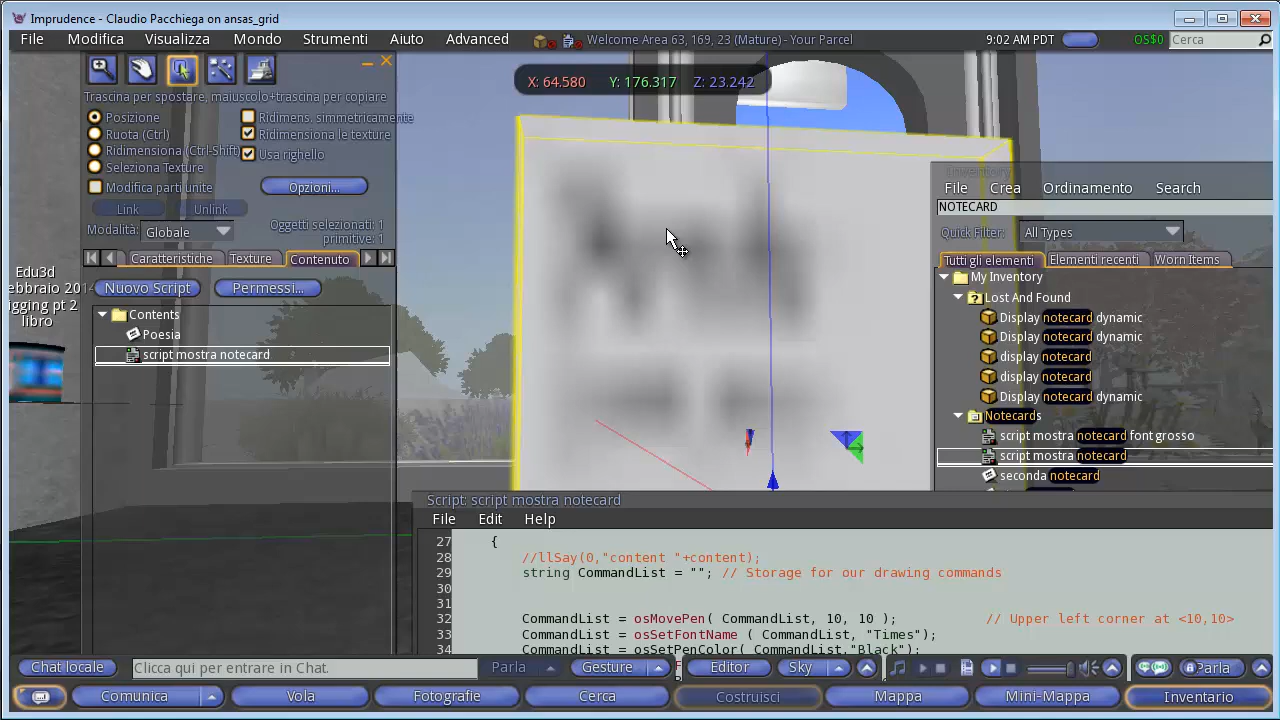 Imprudence - Claudio Pacchiega on ansas_grid
File Modifica Visualizza Mondo Strumenti Aiuto Advanced Welcome Area 63, 169, 23 (Mature) - Your Parcel 9:02 AM PDT OS$0 Cerca
X: 64.580 Y: 176.317 Z: 23.242
Trascina per spostare, maiuscolo+trascina per copiare
Posizione
Ruota (Ctrl)
Ridimensiona (Ctrl-Shift)
Seleziona Texture
Modifica parti unite
Ridimens. simmetricamente
Ridimensiona le texture
Usa righello
Opzioni...
Link Unlink
Oggetti selezionati: 1
primitive: 1
Modalità: Globale
Caratteristiche Texture Contenuto
Nuovo Script Permessi...
Contents
Poesia
script mostra notecard
Edu3d
ebbraio 201
igging pt 2
libro
Inventory
File Crea Ordinamento Search
NOTECARD
Quick Filter: All Types
Tutti gli elementi Elementi recenti Worn Items
My Inventory
Lost And Found
Display notecard dynamic
Display notecard dynamic
display notecard
display notecard
Display notecard dynamic
Notecards
script mostra notecard font grosso
script mostra notecard
seconda notecard
Script: script mostra notecard
File Edit Help
27 {
28 //llSay(0,"content "+content);
29 string CommandList = ""; // Storage for our drawing commands
30
31
32 CommandList = osMovePen( CommandList, 10, 10 ); // Upper left corner at <10,10>
33 CommandList = osSetFontName ( CommandList, "Times");
34 CommandList = osSetPenColor( CommandList,"Black");
Chat locale Clicca qui per entrare in Chat. Parla Gesture Editor Sky Parla
Comunica Vola Fotografie Cerca Costruisci Mappa Mini-Mappa Inventario